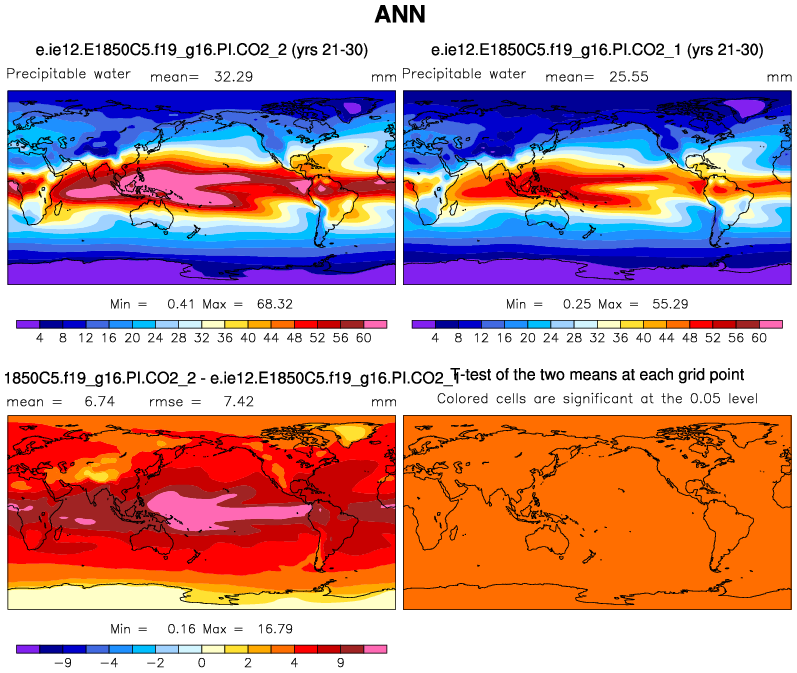 ANN
e.ie12.E1850C5.f19_g16.PI.CO2_2 (yrs 21-30)
Precipitable water mean= 32.29 mm
Min = 0.41 Max = 68.32
4 8 12 16 20 24 28 32 36 40 44 48 52 56 60
e.ie12.E1850C5.f19_g16.PI.CO2_1 (yrs 21-30)
Precipitable water mean= 25.55 mm
Min = 0.25 Max = 55.29
4 8 12 16 20 24 28 32 36 40 44 48 52 56 60
1850C5.f19_g16.PI.CO2_2 - e.ie12.E1850C5.f19_g16.PI.CO2_1
mean = 6.74 rmse = 7.42 mm
Min = 0.16 Max = 16.79
-9 -4 -2 0 2 4 9
T-test of the two means at each grid point
Colored cells are significant at the 0.05 level